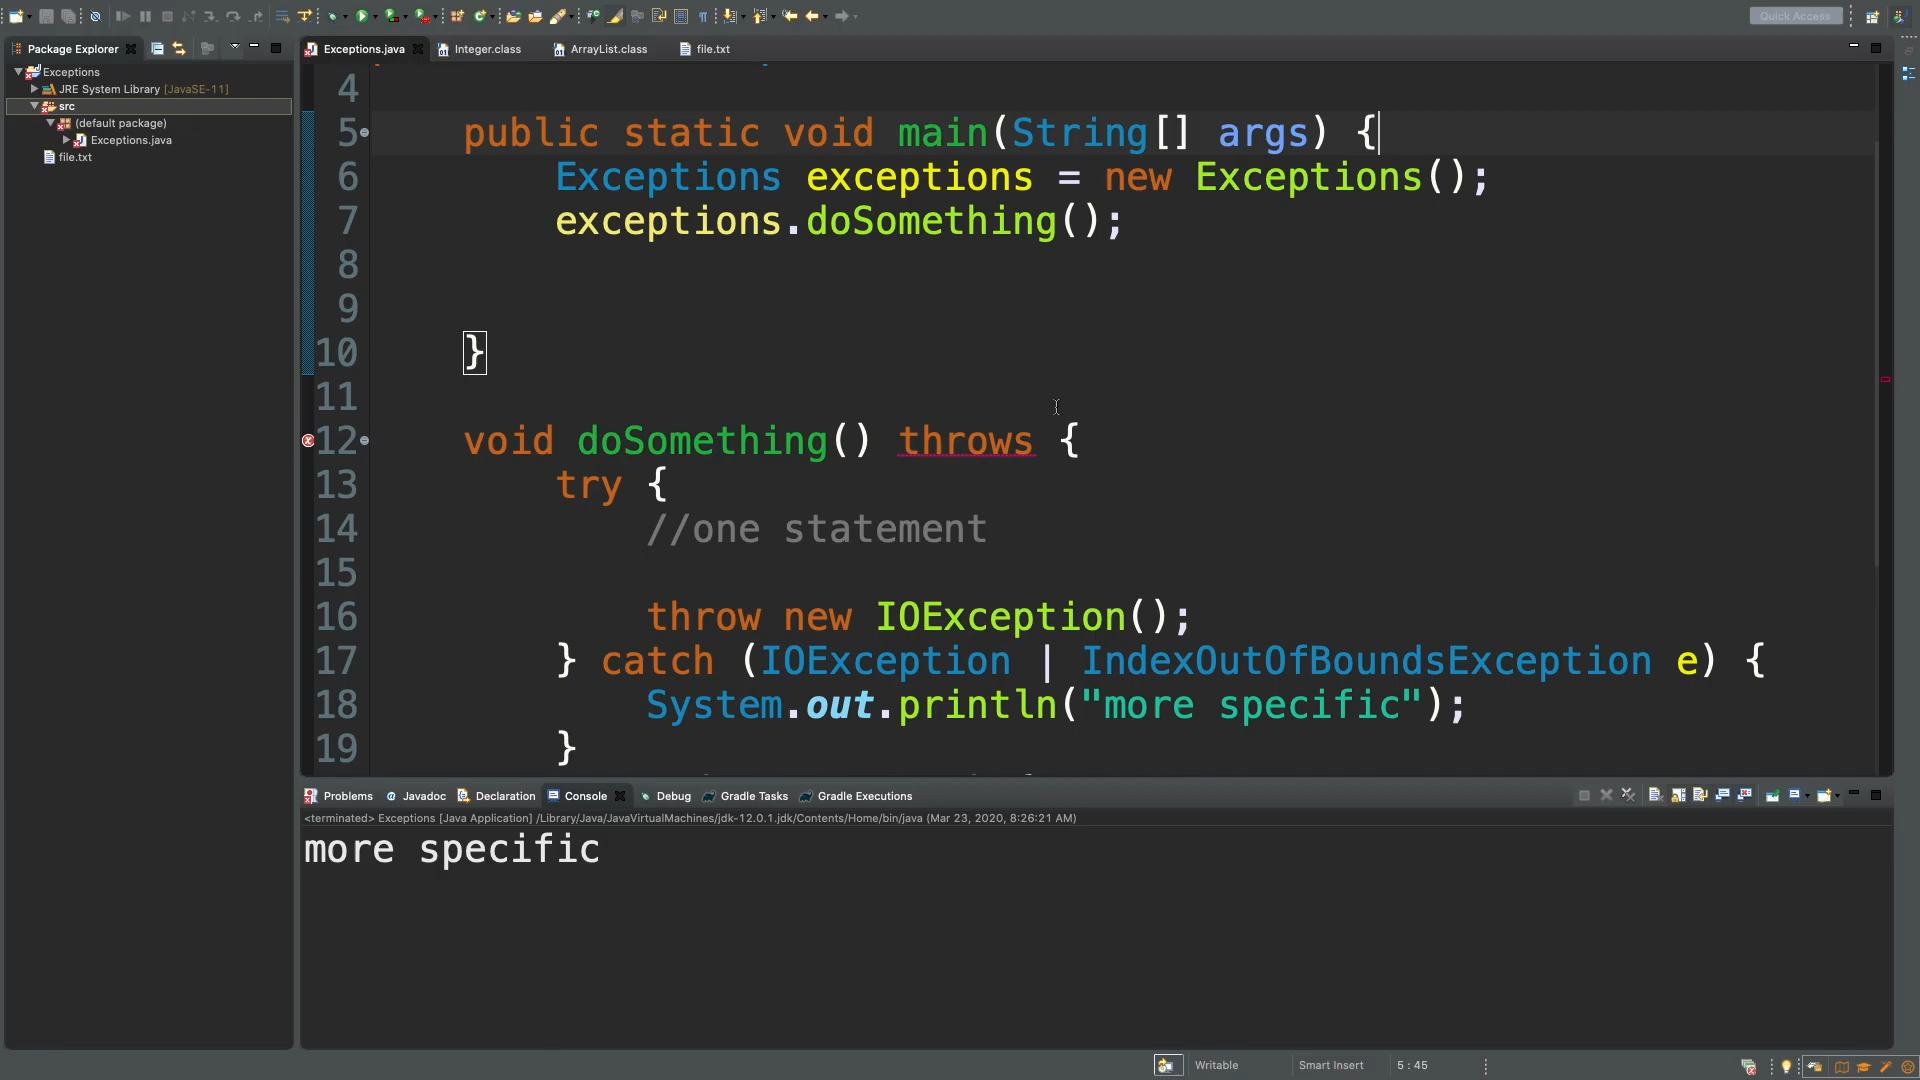 Quick Access
Package Explorer
Exceptions.java
Integer.class
ArrayList.class
file.txt
Exceptions
JRE System Library [JavaSE-11]
src
(default package)
Exceptions.java
file.txt
4
5 public static void main(String[] args) {
6 Exceptions exceptions = new Exceptions();
7 exceptions.doSomething();
8
9
10 }
11
12 void doSomething() throws {
13 try {
14 //one statement
15
16 throw new IOException();
17 } catch (IOException | IndexOutOfBoundsException e) {
18 System.out.println("more specific");
19 }
Problems
Javadoc
Declaration
Console
Debug
Gradle Tasks
Gradle Executions
<terminated> Exceptions [Java Application] /Library/Java/JavaVirtualMachines/jdk-12.0.1.jdk/Contents/Home/bin/java (Mar 23, 2020, 8:26:21 AM)
more specific
Writable
Smart Insert
5 : 45